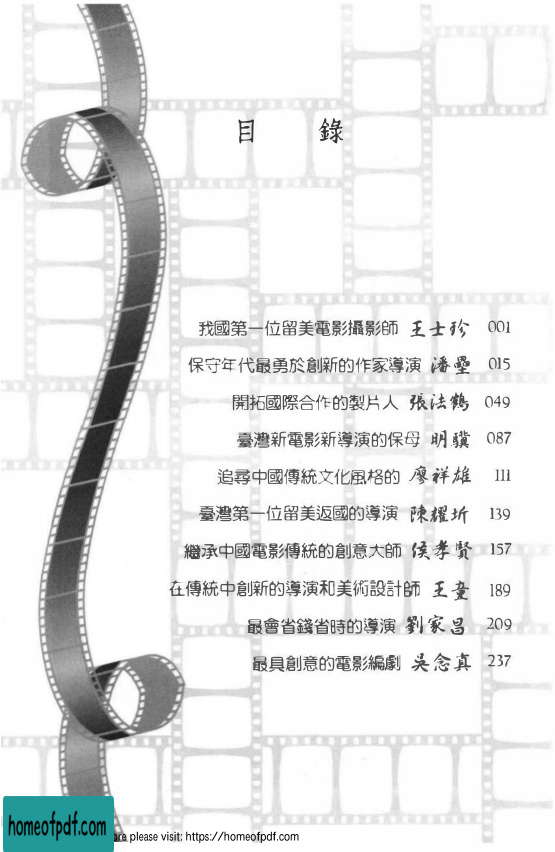 目 錄
我國第一位留美電影攝影師 王士珍 001
保守年代最勇於創新的作家導演 潘壘 015
開拓國際合作的製片人 張法鶴 049
臺灣新電影新導演的保母 明驥 087
追尋中國傳統文化風格的 廖祥雄 111
臺灣第一位留美返國的導演 陳耀圻 139
繼承中國電影傳統的創意大師 侯孝賢 157
在傳統中創新的導演和美術設計師 王童 189
最會省錢省時的導演 劉家昌 209
最具創意的電影編劇 吳念真 237
homeofpdf.com
are please visit: https://homeofpdf.com